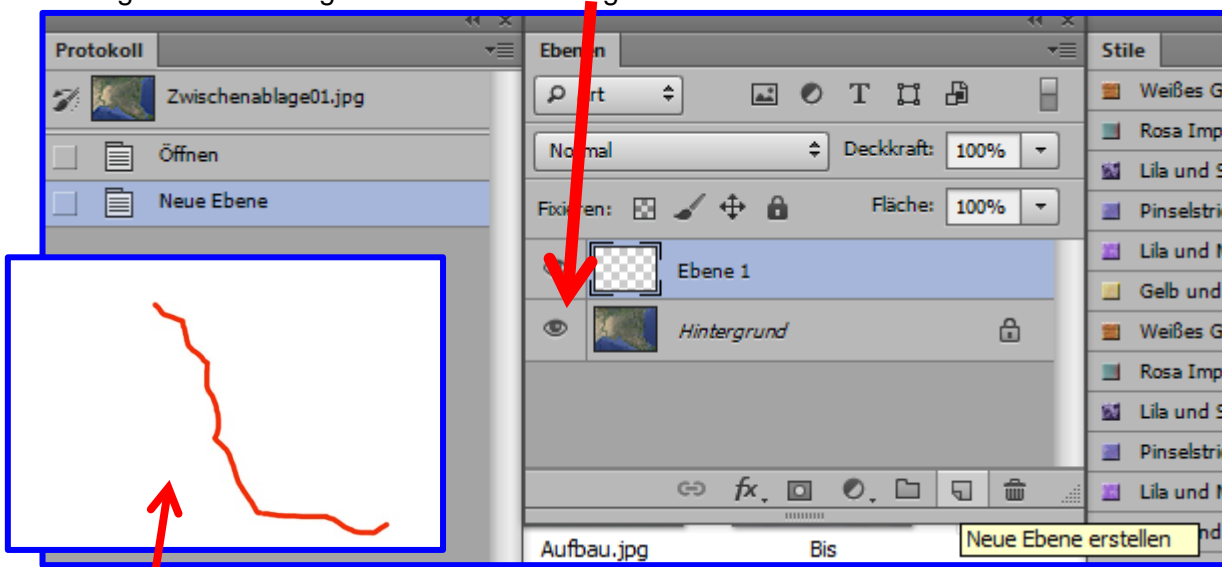 Protokoll
Zwischenablage01.jpg
Öffnen
Neue Ebene
Normal
Deckkraft: 100%
Fixieren:
Fläche: 100%
Ebene 1
Hintergrund
fx.
Aufbau.jpg
Bis
Neue Ebene erstellen
Stile
Weißes G
Rosa Imp
Lila und S
Pinselstri
Lila und
Gelb und
Weißes G
Rosa Imp
Lila und S
Pinselstri
Lila und